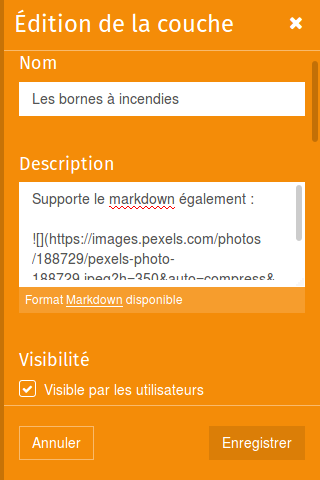 Édition de la couche ✖
Nom
Les bornes à incendies
Description
Supporte le markdown également :
![](https://images.pexels.com/photos
/188729/pexels-photo-
188729.jpeg?h=350&auto=compress&
Format Markdown disponible
Visibilité
Visible par les utilisateurs
Annuler
Enregistrer